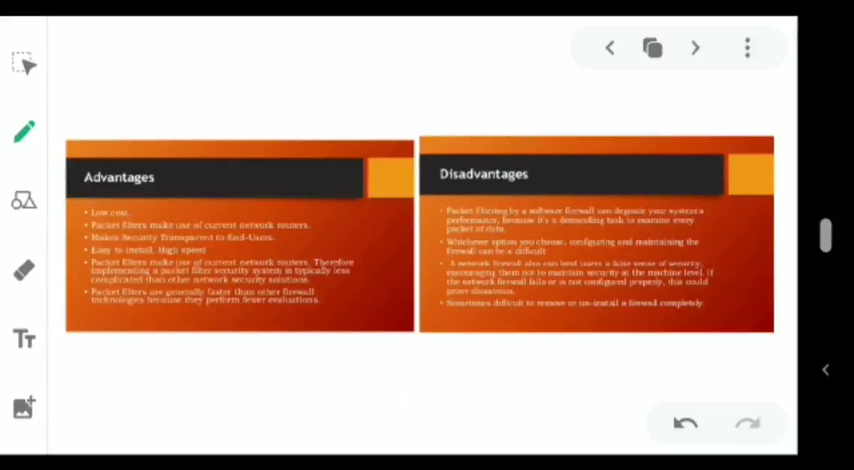 Advantages
• Low cost.
• Packet filters make use of current network routers.
• Makes Security Transparent to End-Users.
• Easy to install. High speed
• Packet filters make use of current network routers. Therefore
implementing a packet filter security system is typically less
complicated than other network security solutions.
• Packet filters are generally faster than other firewall
technologies because they perform fewer evaluations.
Disadvantages
• Packet filtering by a software firewall can degrade your system's
performance, because it's a demanding task to examine every
packet of data.
• Whichever option you choose, configuring and maintaining the
firewall can be a difficult
• A network firewall also can lend users a false sense of security,
encouraging them not to maintain security at the machine level. If
the network firewall fails or is not configured properly, this could
prove disastrous.
• Sometimes difficult to remove or un-install a firewall completely.
TT